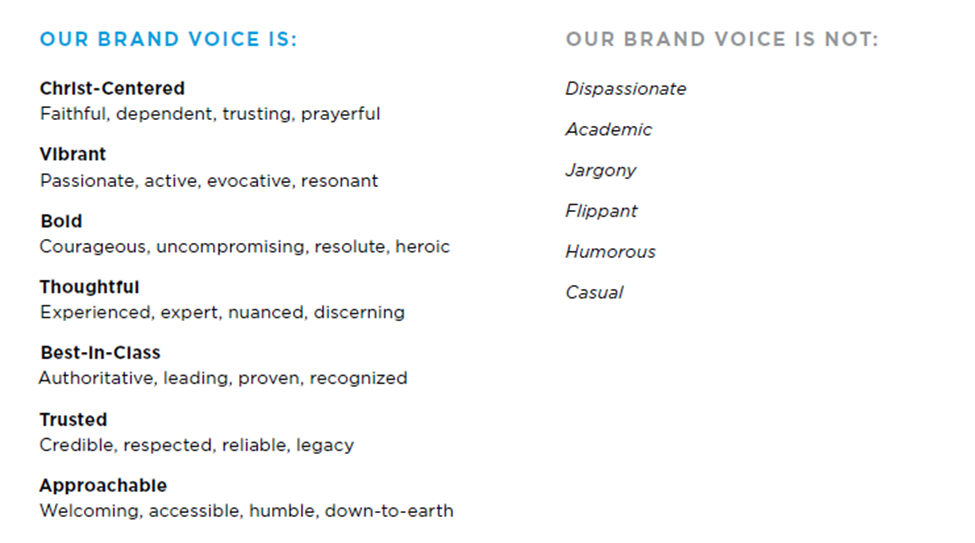 OUR BRAND VOICE IS:
Christ-Centered
Faithful, dependent, trusting, prayerful
Vibrant
Passionate, active, evocative, resonant
Bold
Courageous, uncompromising, resolute, heroic
Thoughtful
Experienced, expert, nuanced, discerning
Best-In-Class
Authoritative, leading, proven, recognized
Trusted
Credible, respected, reliable, legacy
Approachable
Welcoming, accessible, humble, down-to-earth
OUR BRAND VOICE IS NOT:
Dispassionate
Academic
Jargony
Flippant
Humorous
Casual